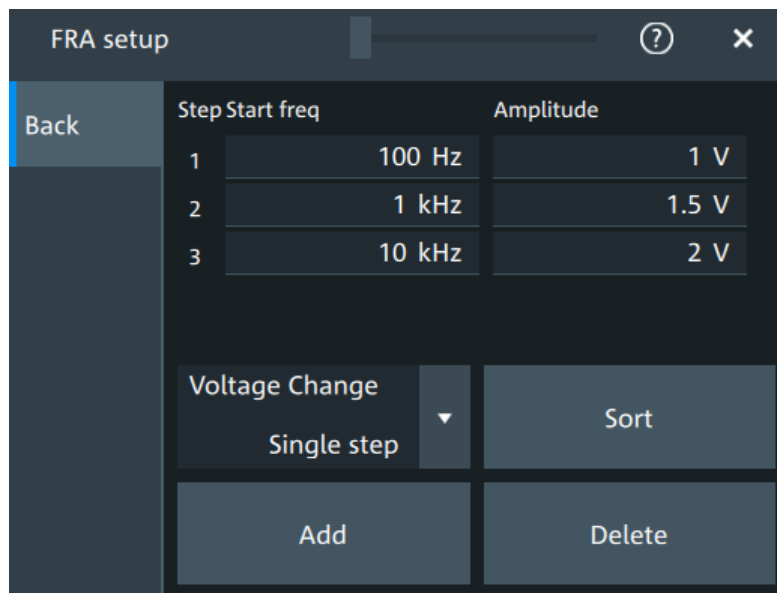 FRA setup ?
Back
Step Start freq Amplitude
1 100 Hz 1 V
2 1 kHz 1.5 V
3 10 kHz 2 V
Voltage Change
Single step
Sort
Add Delete